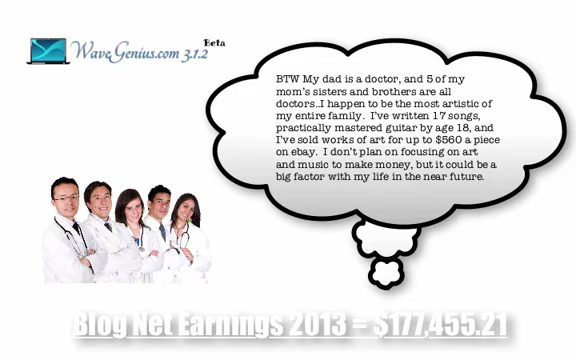 WaveGenius.com 3.1.2 Beta
BTW My dad is a doctor, and 5 of my
mom's sisters and brothers are all
doctors..I happen to be the most artistic of
my entire family. I've written 17 songs,
practically mastered guitar by age 18, and
I've sold works of art for up to $560 a piece
on ebay. I don't plan on focusing on art
and music to make money, but it could be a
big factor with my life in the near future.
Blog Net Earnings 2013 = $177,455.21